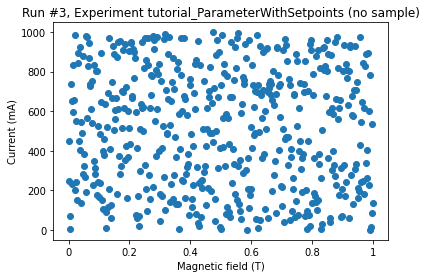 Run #3, Experiment tutorial_ParameterWithSetpoints (no sample)
1000
800
600
400
200
0
Current (mA)
0 0.2 0.4 0.6 0.8 1
Magnetic field (T)